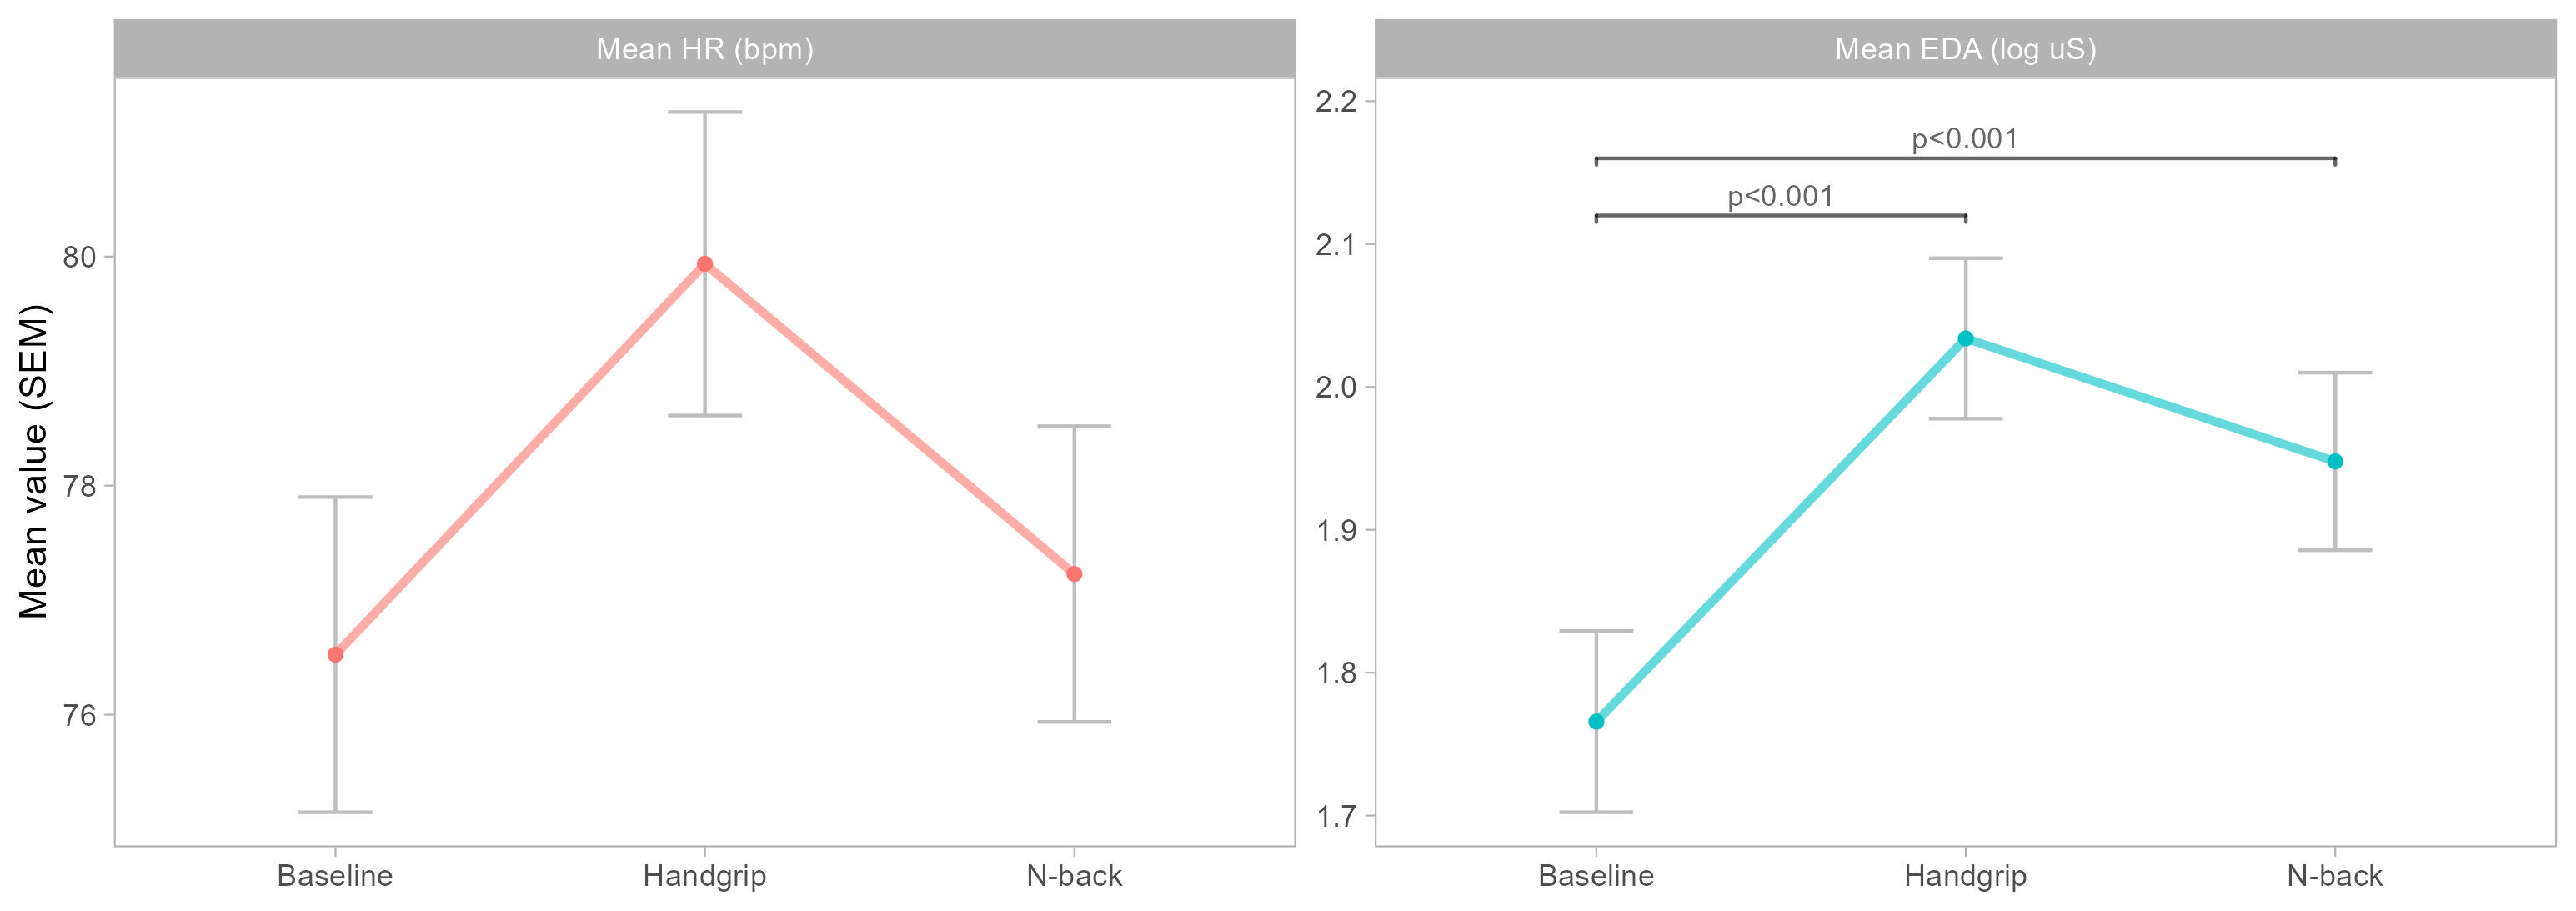 Mean HR (bpm)
Mean EDA (log uS)
Mean value (SEM)
80
78
76
Baseline
Handgrip
N-back
2.2
2.1
2.0
1.9
1.8
1.7
p<0.001
p<0.001
Baseline
Handgrip
N-back